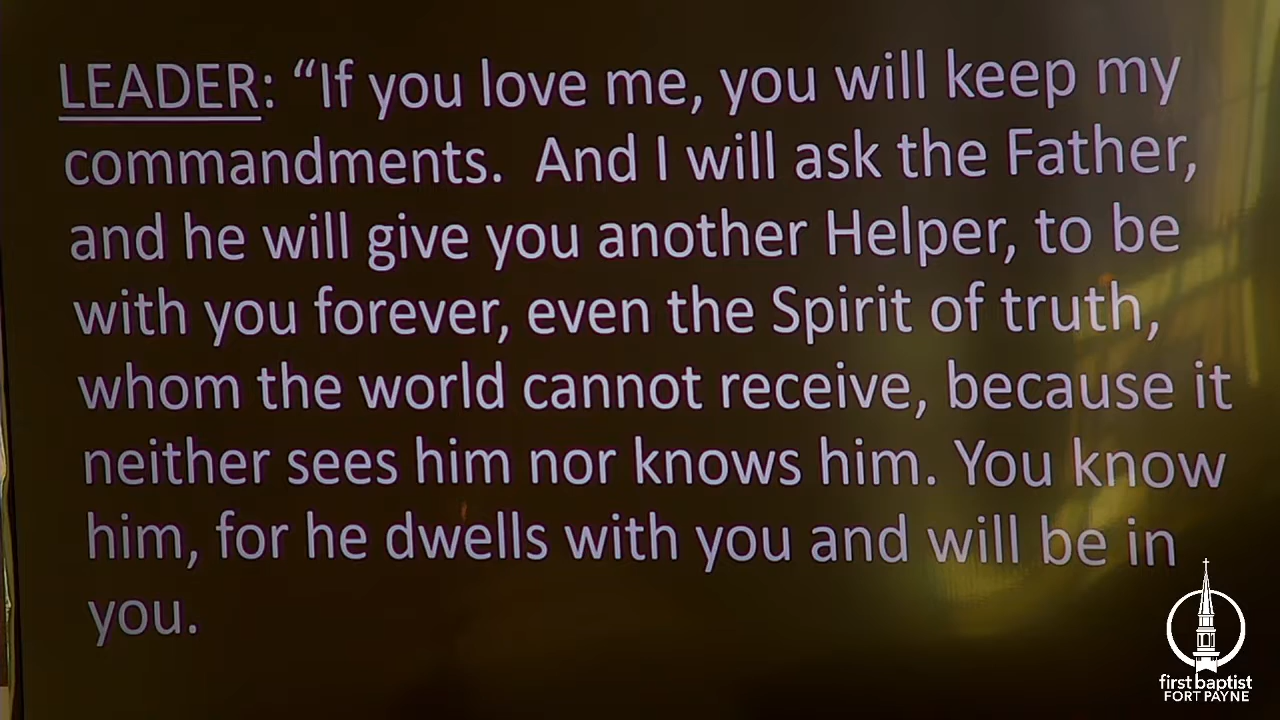 LEADER: “If you love me, you will keep my
commandments.  And I will ask the Father,
and he will give you another Helper, to be
with you forever, even the Spirit of truth,
whom the world cannot receive, because it
neither sees him nor knows him. You know
him, for he dwells with you and will be in
you.
first baptist
FORT PAYNE